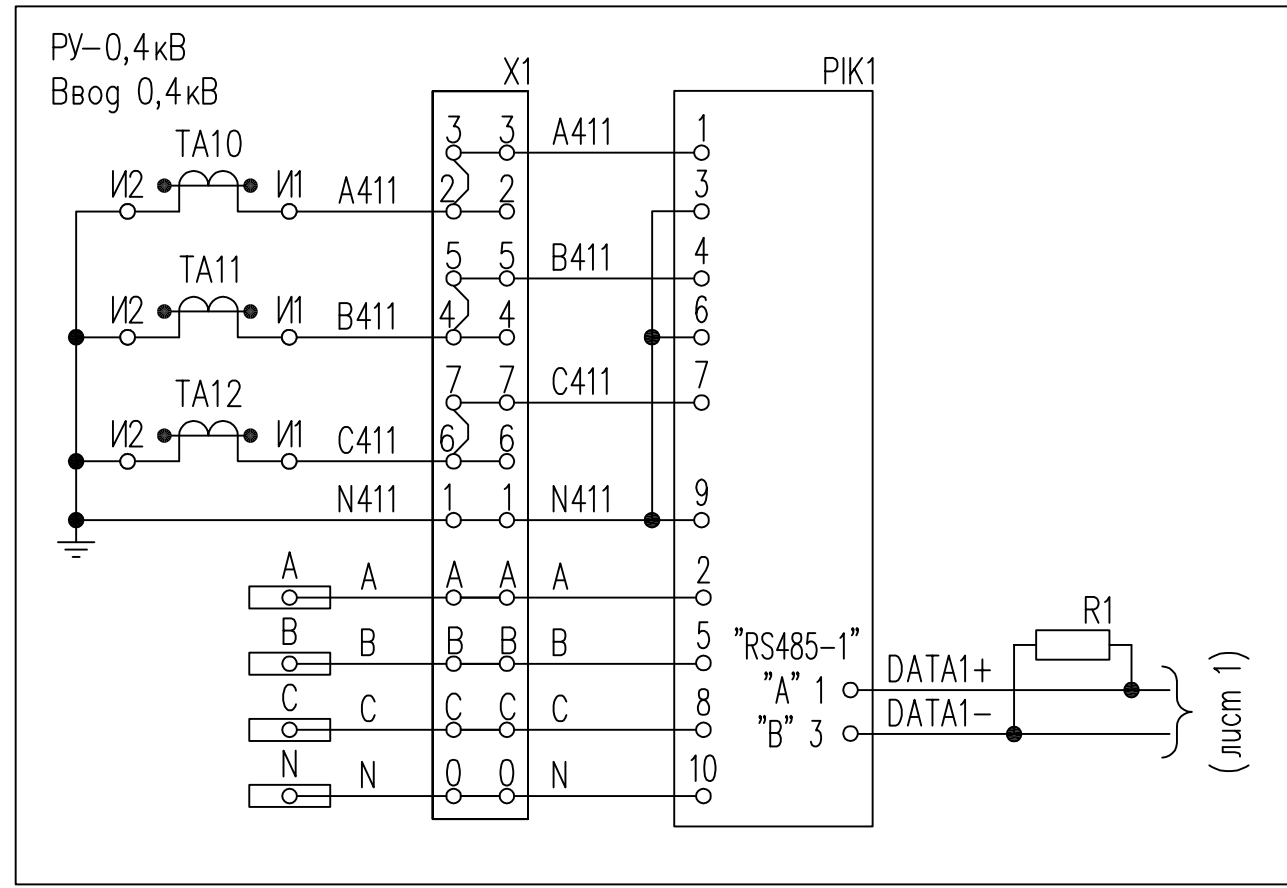 РУ-0,4кВ
Ввод 0,4кВ
X1
PIK1
TA10
И2 И1 A411
3 3 A411 1
2 2 3
TA11
И2 И1 B411
5 5 B411 4
4 4 6
TA12
И2 И1 C411
7 7 C411 7
6 6
N411 1 1 N411 9
A A A A A 2
B B B B B 5
C C C C C 8
N N 0 0 N 10
"RS485-1"
"A" 1 DATA1+
"B" 3 DATA1-
R1
(лист 1)